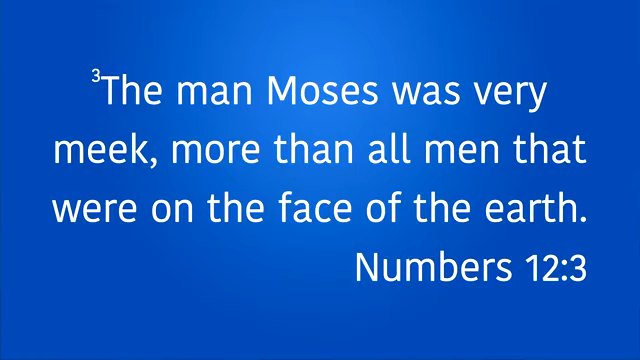 ³The man Moses was very
meek, more than all men that
were on the face of the earth.
Numbers 12:3